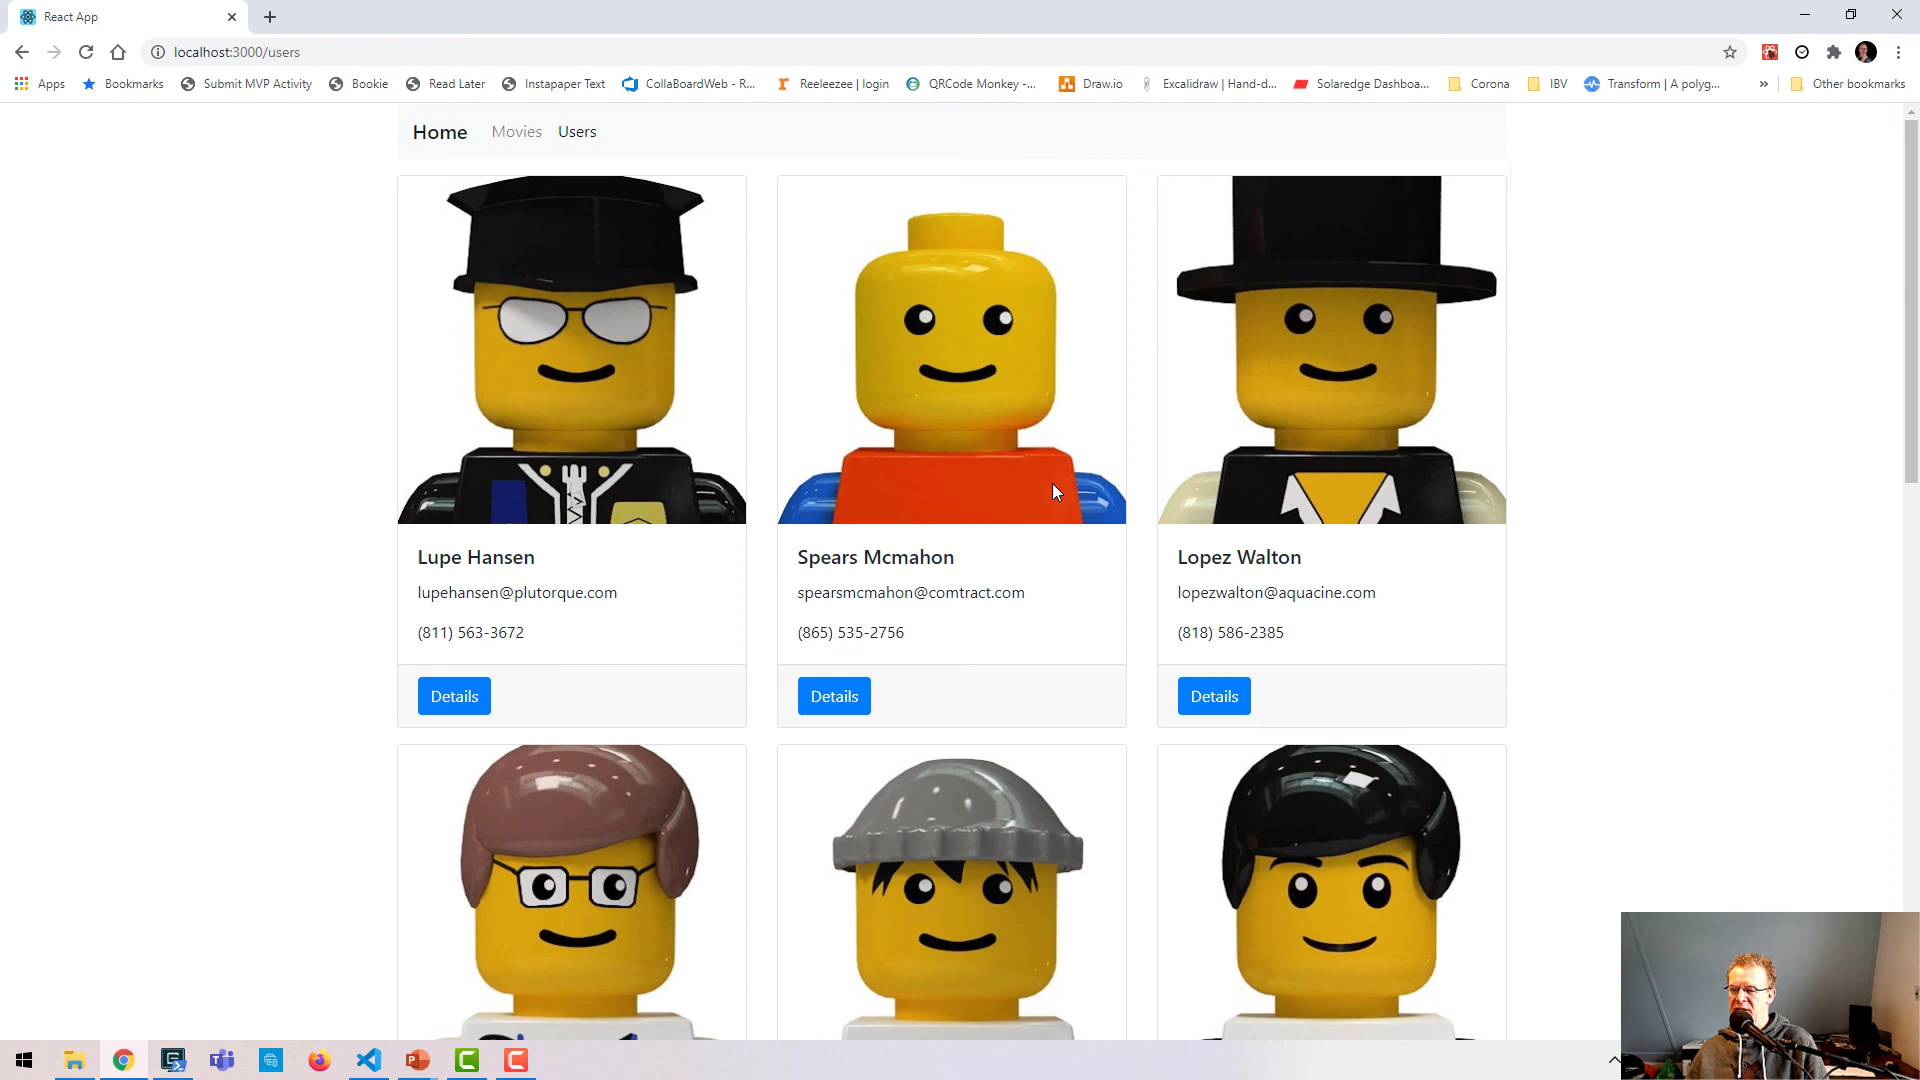 React App
localhost:3000/users
Apps
Bookmarks
Submit MVP Activity
Bookie
Read Later
Instapaper Text
CollaBoardWeb - R...
Reeleezee | login
QRCode Monkey -...
Draw.io
Excalidraw | Hand-d...
Solaredge Dashboa...
Corona
IBV
Transform | A polyg...
»
Other bookmarks
Home Movies Users
Lupe Hansen
lupehansen@plutorque.com
(811) 563-3672
Details
Spears Mcmahon
spearsmcmahon@comtract.com
(865) 535-2756
Details
Lopez Walton
lopezwalton@aquacine.com
(818) 586-2385
Details